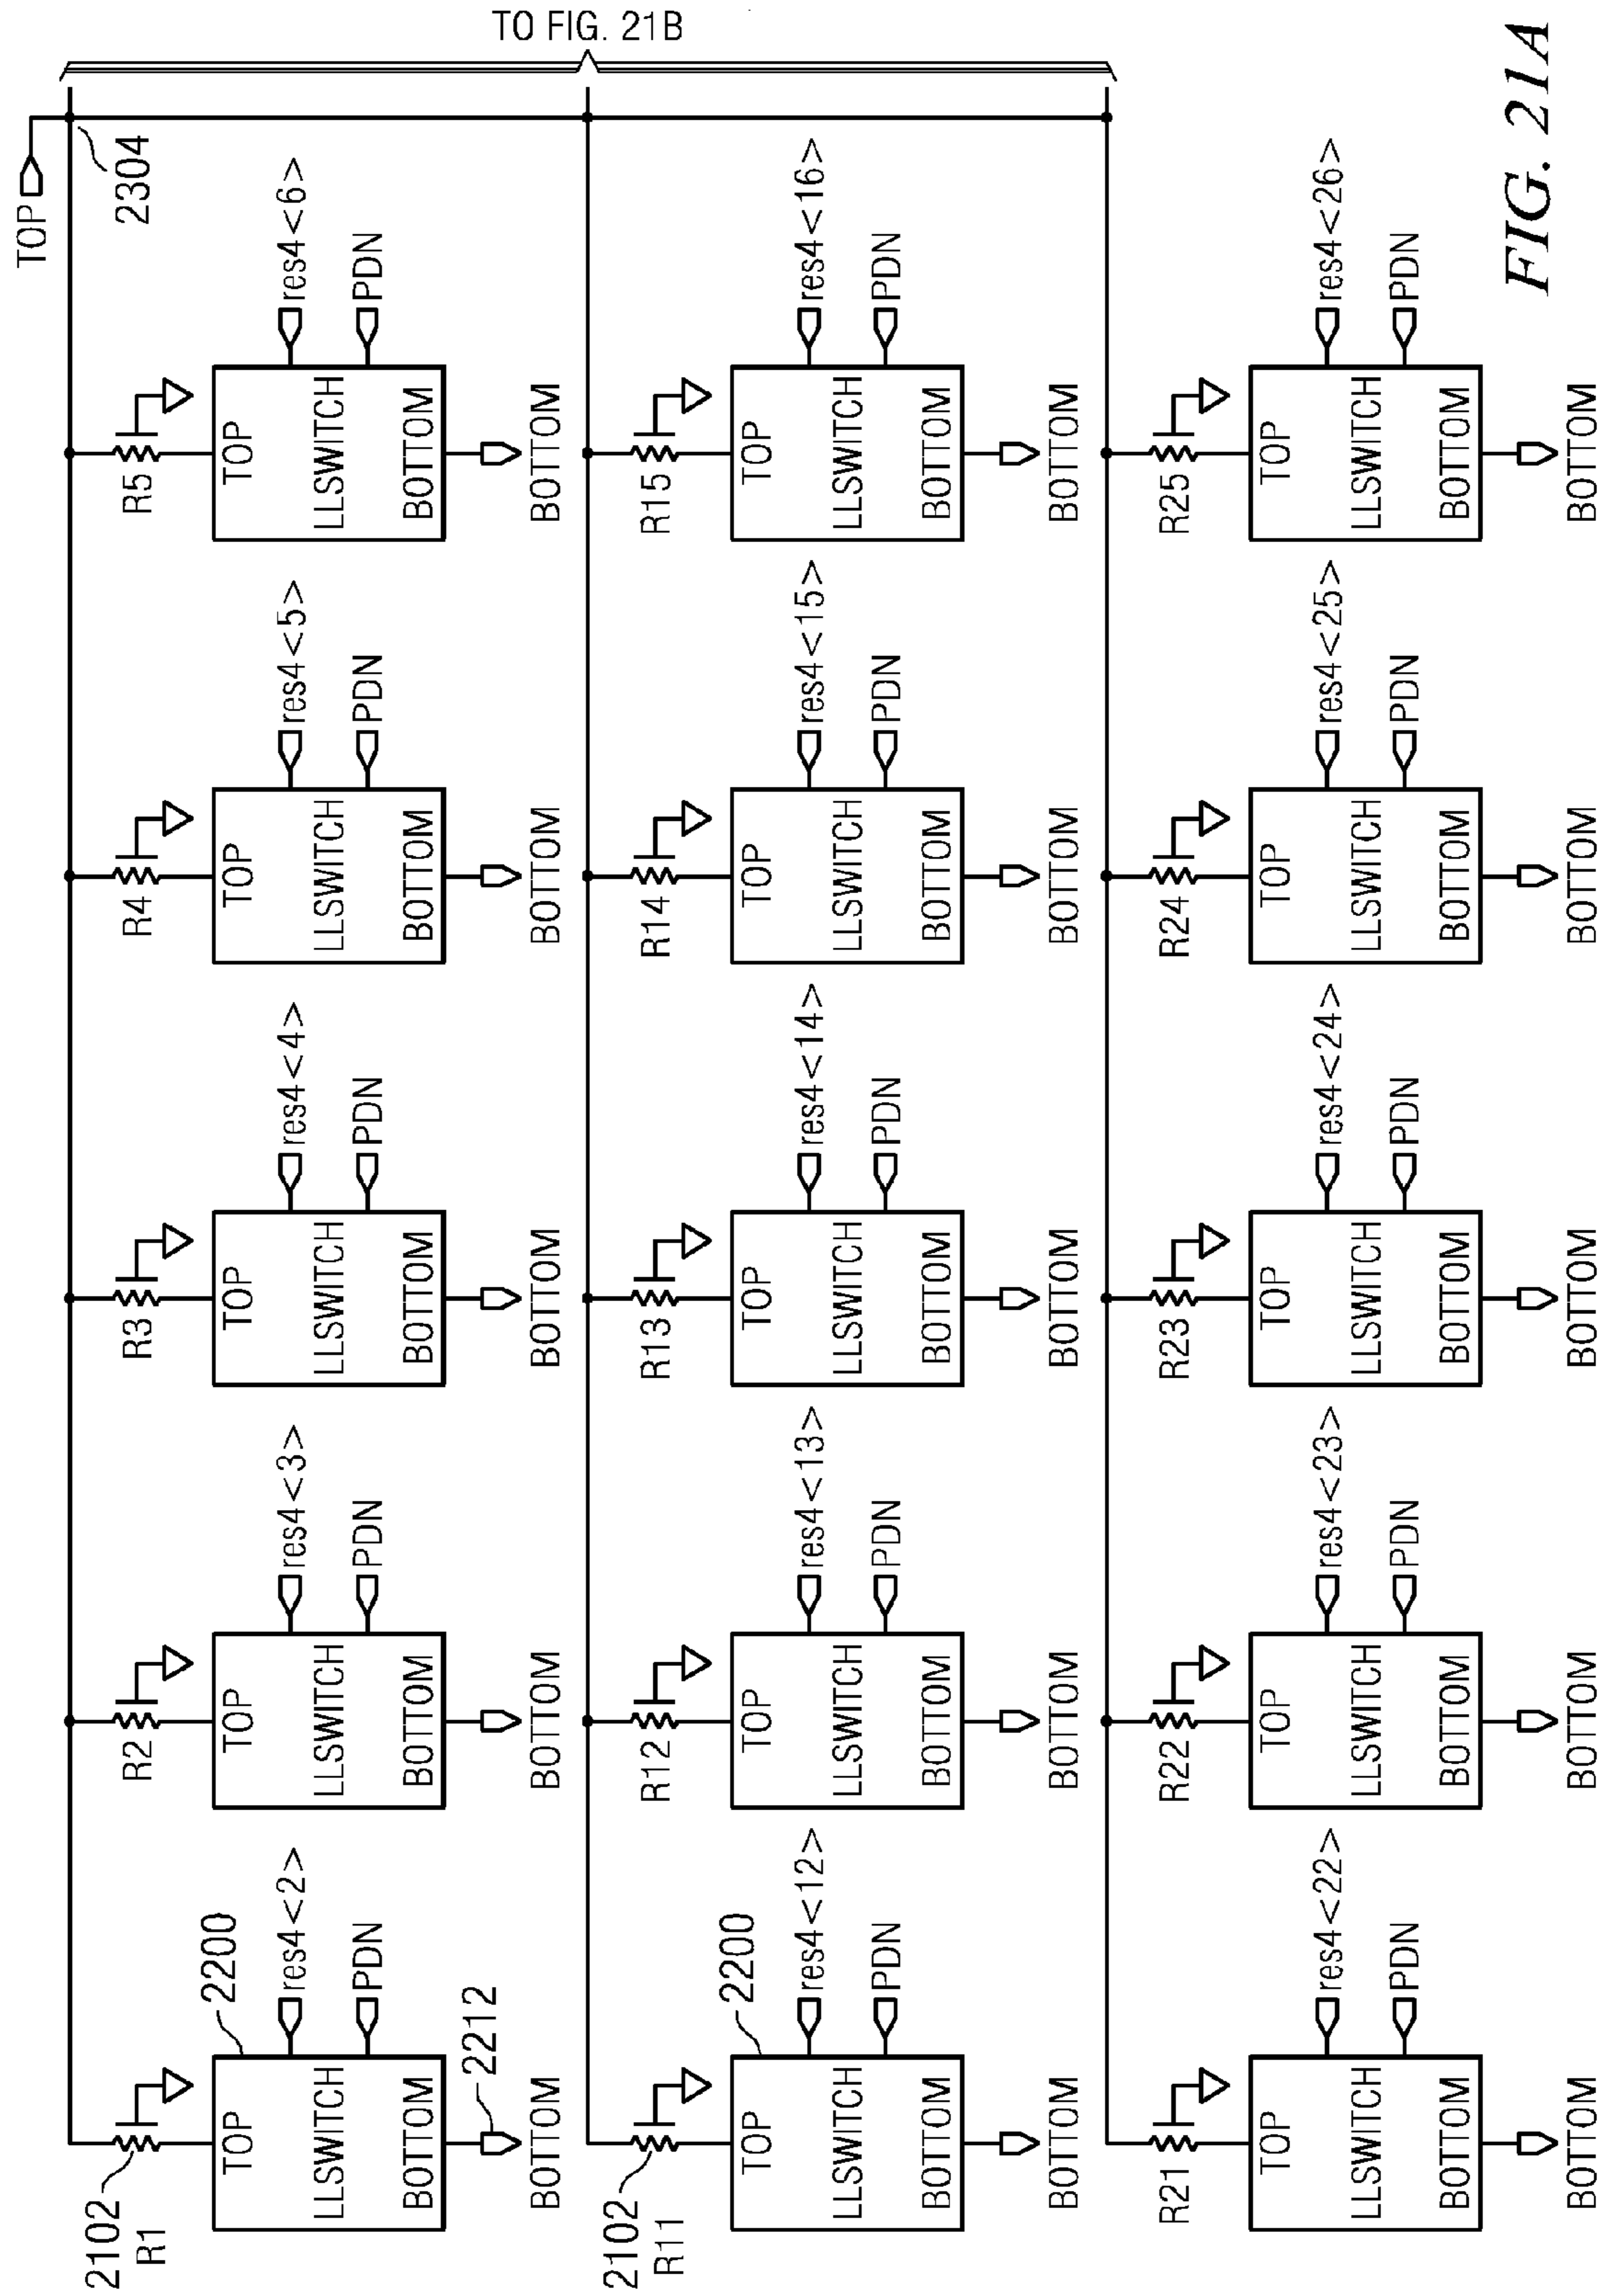 TO FIG. 21B
TOP
2304
2102
R1
R2
R3
R4
R5
2200
TOP
LLSWITCH
BOTTOM
res4<2>
PDN
TOP
LLSWITCH
BOTTOM
res4<3>
PDN
TOP
LLSWITCH
BOTTOM
res4<4>
PDN
TOP
LLSWITCH
BOTTOM
res4<5>
PDN
TOP
LLSWITCH
BOTTOM
res4<6>
PDN
2212
BOTTOM
BOTTOM
BOTTOM
BOTTOM
BOTTOM
2102
R11
R12
R13
R14
R15
2200
TOP
LLSWITCH
BOTTOM
res4<12>
PDN
TOP
LLSWITCH
BOTTOM
res4<13>
PDN
TOP
LLSWITCH
BOTTOM
res4<14>
PDN
TOP
LLSWITCH
BOTTOM
res4<15>
PDN
TOP
LLSWITCH
BOTTOM
res4<16>
PDN
BOTTOM
BOTTOM
BOTTOM
BOTTOM
BOTTOM
R21
R22
R23
R24
R25
TOP
LLSWITCH
BOTTOM
res4<22>
PDN
TOP
LLSWITCH
BOTTOM
res4<23>
PDN
TOP
LLSWITCH
BOTTOM
res4<24>
PDN
TOP
LLSWITCH
BOTTOM
res4<25>
PDN
TOP
LLSWITCH
BOTTOM
res4<26>
PDN
BOTTOM
BOTTOM
BOTTOM
BOTTOM
BOTTOM
FIG. 21A